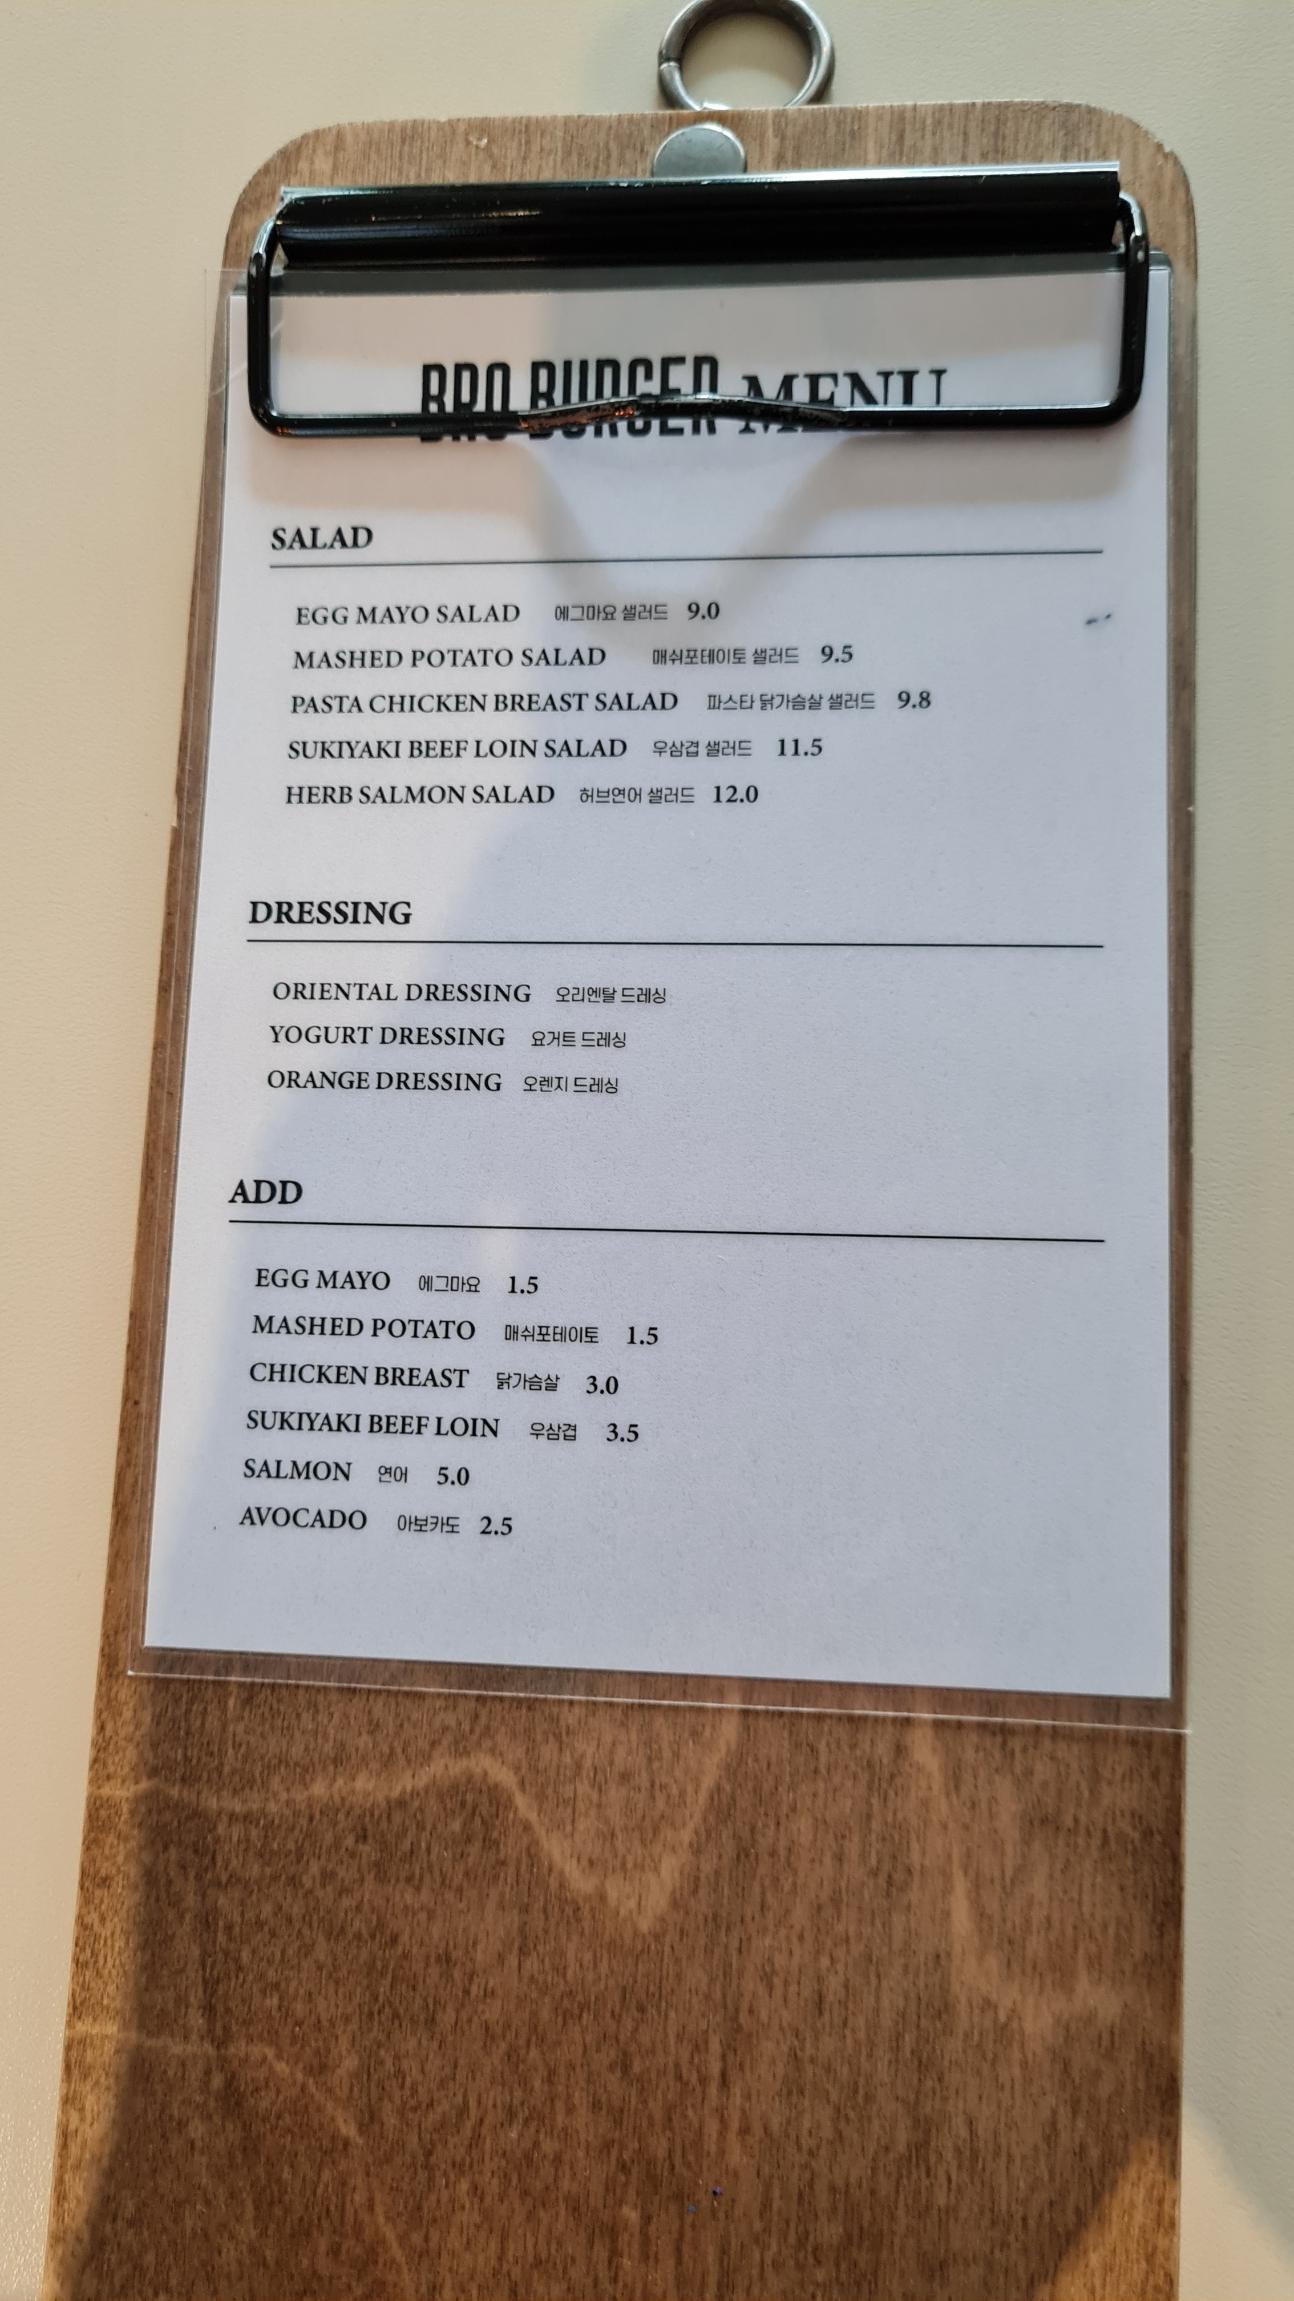 BRO BURGER MENU
SALAD
EGG MAYO SALAD 에그마요 샐러드 9.0
MASHED POTATO SALAD 매쉬포테이토 샐러드 9.5
PASTA CHICKEN BREAST SALAD 파스타 닭가슴살 샐러드 9.8
SUKIYAKI BEEF LOIN SALAD 우삼겹 샐러드 11.5
HERB SALMON SALAD 허브연어 샐러드 12.0
DRESSING
ORIENTAL DRESSING 오리엔탈 드레싱
YOGURT DRESSING 요거트 드레싱
ORANGE DRESSING 오렌지 드레싱
ADD
EGG MAYO 에그마요 1.5
MASHED POTATO 매쉬포테이토 1.5
CHICKEN BREAST 닭가슴살 3.0
SUKIYAKI BEEF LOIN 우삼겹 3.5
SALMON 연어 5.0
AVOCADO 아보카도 2.5